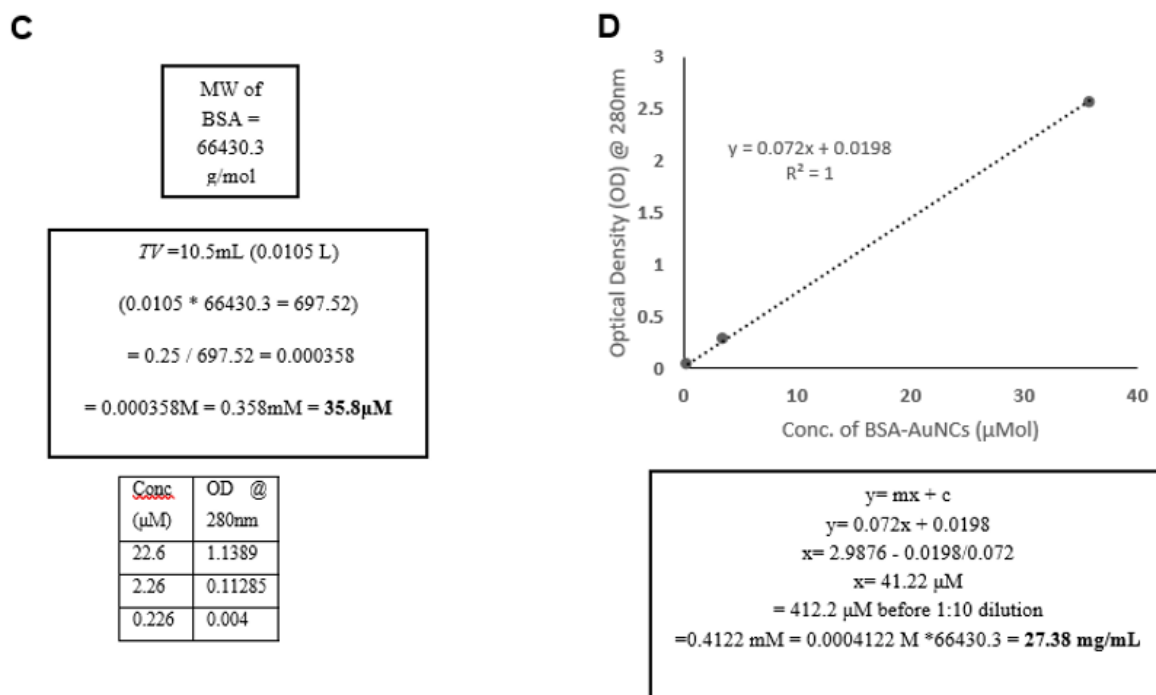 C
MW of
BSA =
66430.3
g/mol
TV =10.5mL (0.0105 L)
(0.0105 * 66430.3 = 697.52)
= 0.25 / 697.52 = 0.000358
= 0.000358M = 0.358mM = 35.8µM
Conc (µM) OD @ 280nm
22.6 1.1389
2.26 0.11285
0.226 0.004
D
Optical Density (OD) @ 280nm
3
2.5
2
1.5
1
0.5
0
y = 0.072x + 0.0198
R² = 1
0 10 20 30 40
Conc. of BSA-AuNCs (µMol)
y= mx + c
y= 0.072x + 0.0198
x= 2.9876 - 0.0198/0.072
x= 41.22 µM
= 412.2 µM before 1:10 dilution
=0.4122 mM = 0.0004122 M *66430.3 = 27.38 mg/mL